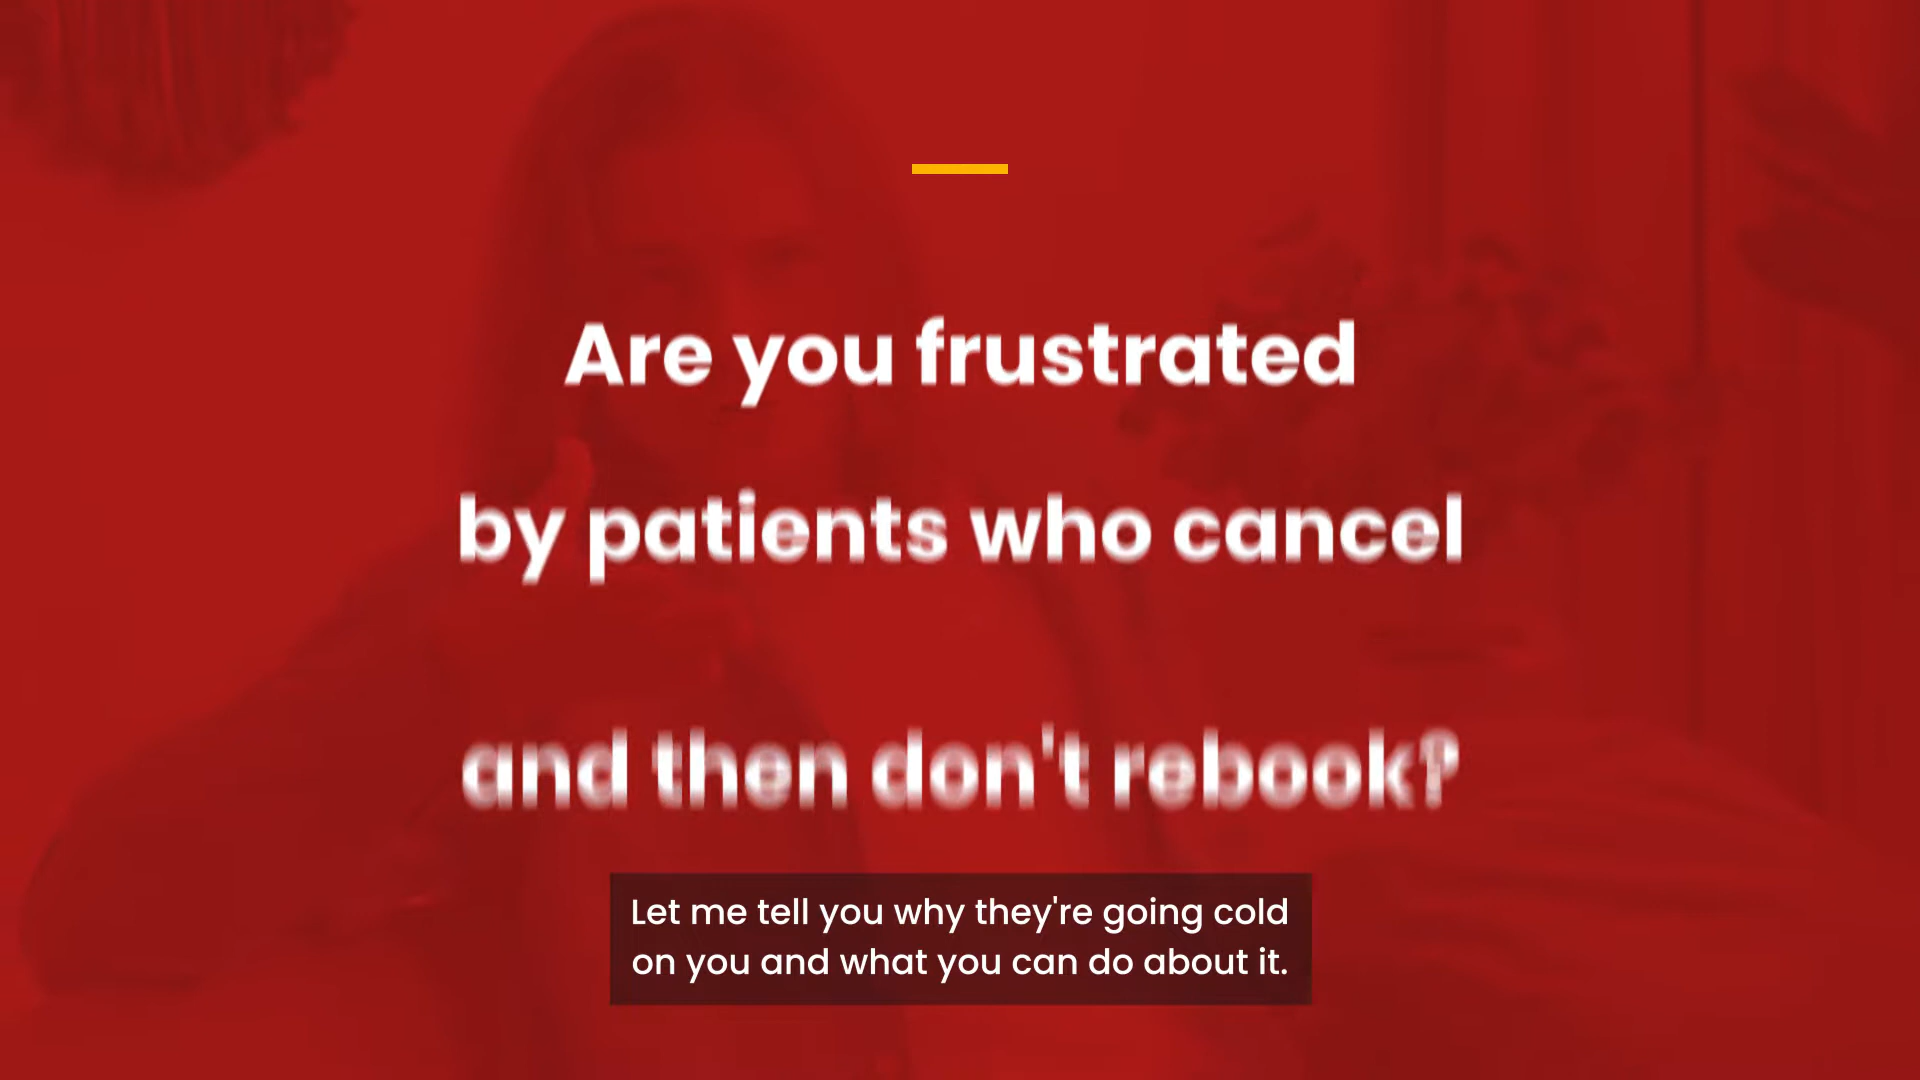 Are you frustrated
by patients who cancel
and then don't rebook?
Let me tell you why they're going cold
on you and what you can do about it.